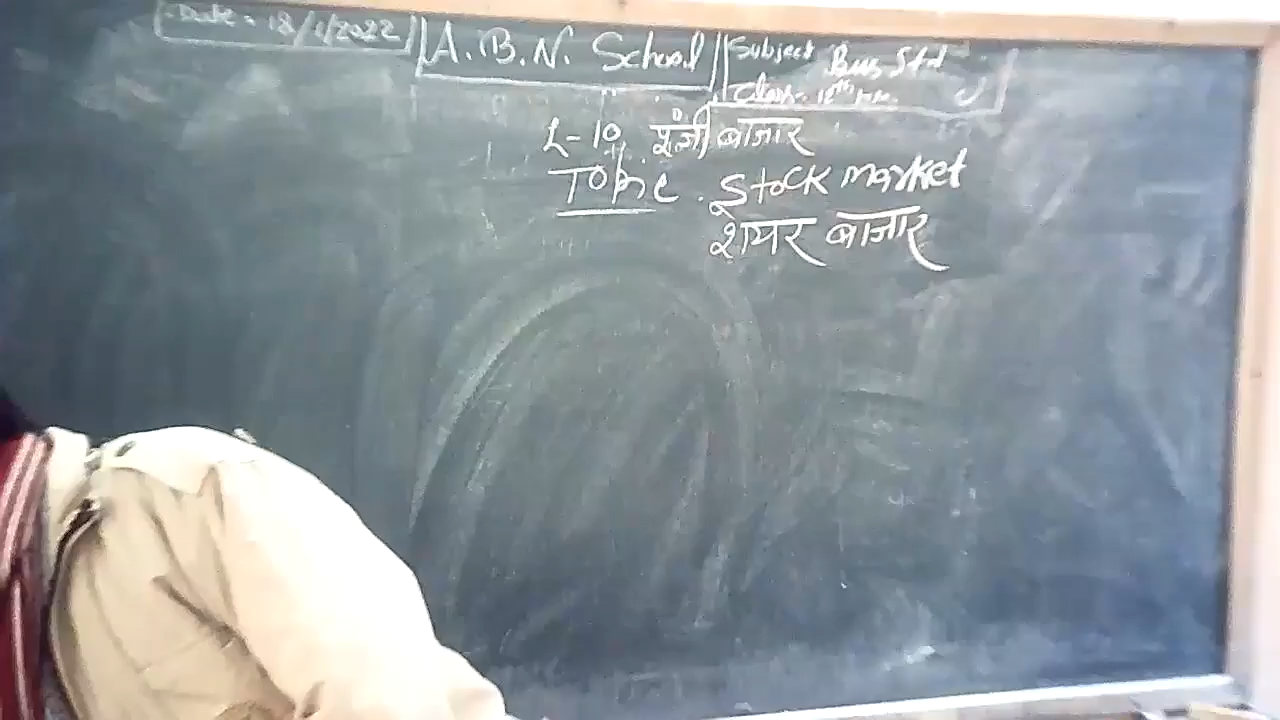 Date = 18/1/2022
A. B. N. School
Subject Bus Std
Class- 12th
L-10 पूंजी बाजार
Topic. Stock market
शेयर बाजार